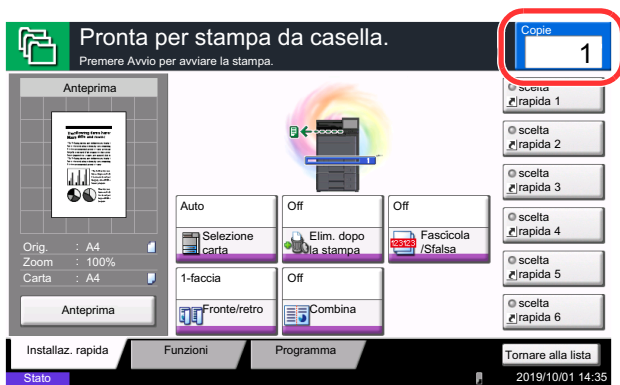 Pronta per stampa da casella.
Premere Avvio per avviare la stampa.
Copie
1
Anteprima
Orig. : A4
Zoom : 100%
Carta : A4
Anteprima
Auto
Selezione
carta
Off
Elim. dopo
la stampa
Off
123123
Fascicola
/Sfalsa
1-faccia
Fronte/retro
Off
Combina
scelta
rapida 1
scelta
rapida 2
scelta
rapida 3
scelta
rapida 4
scelta
rapida 5
scelta
rapida 6
Installaz. rapida
Funzioni
Programma
Tornare alla lista
Stato
2019/10/01 14:35